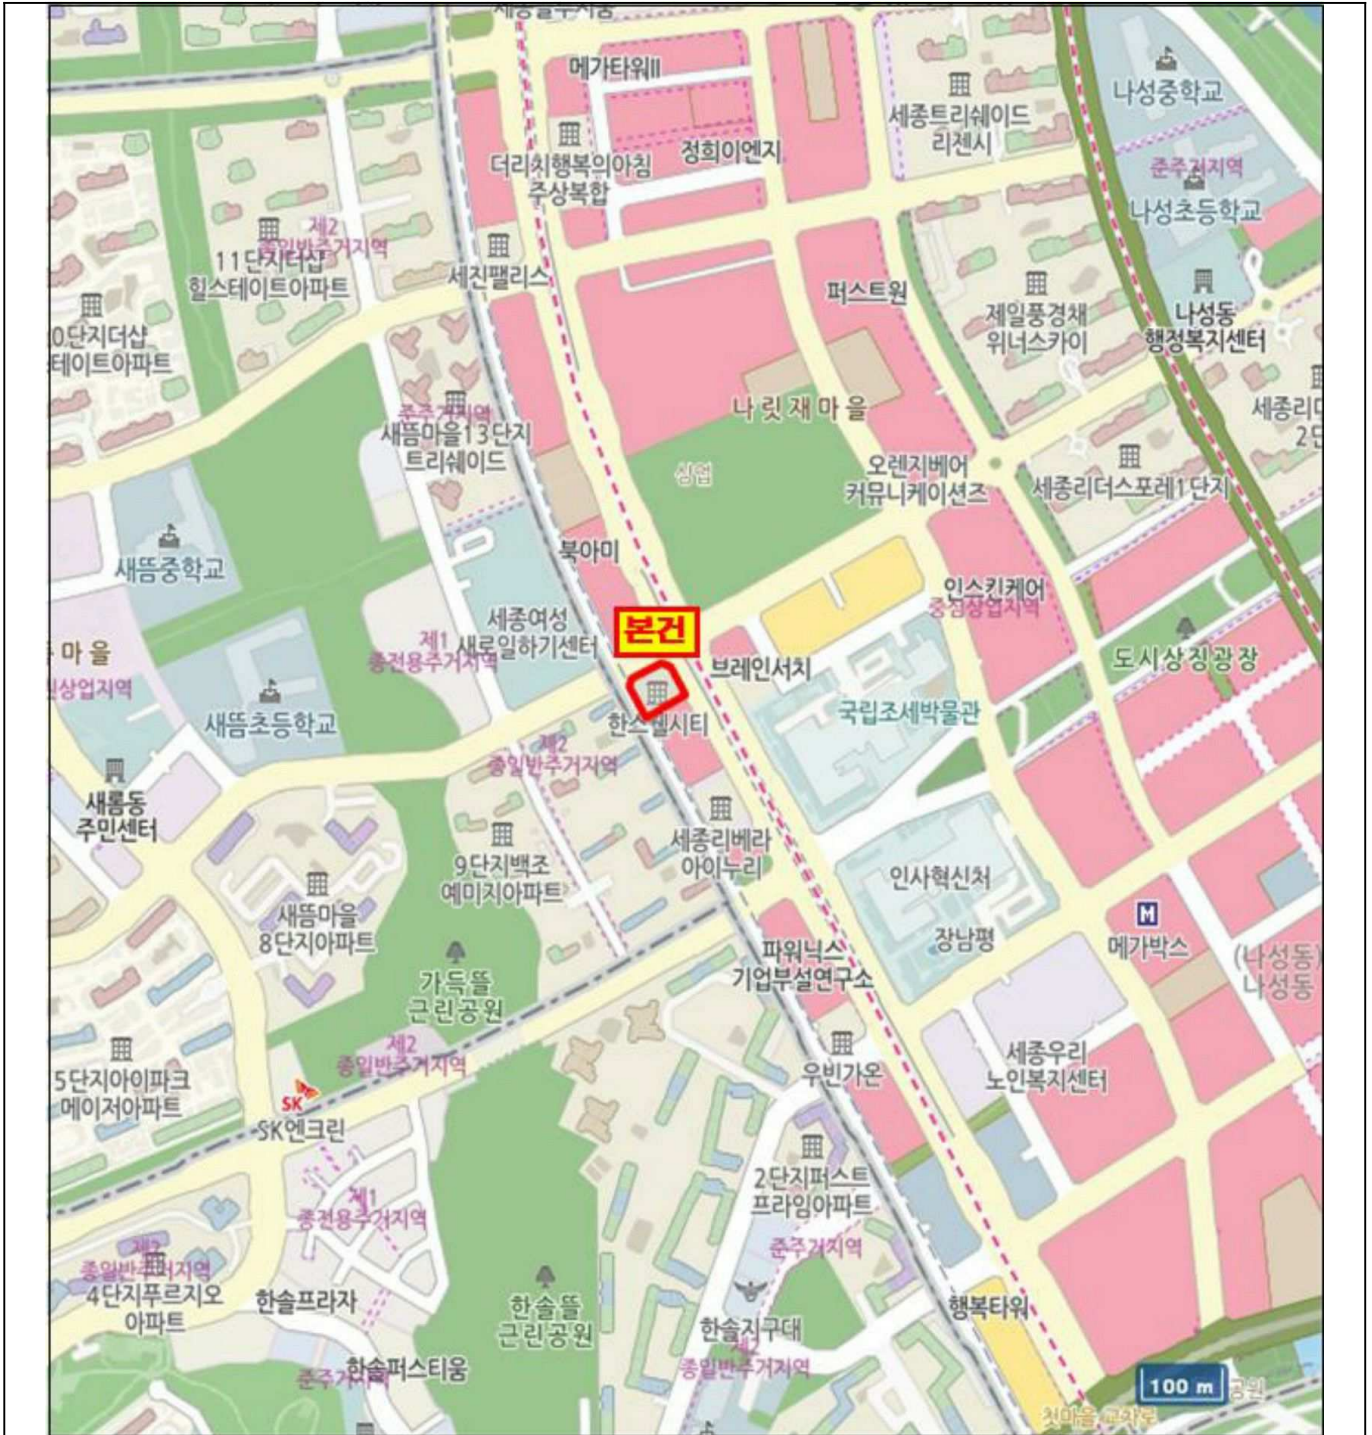 메가타워II
나성중학교
세종트리쉐이드
리젠시
더리치행복의아침
주상복합
정희이엔지
준주거지역
나성초등학교
제2
종일반주거지역
11단지더샵
힐스테이트아파트
세진팰리스
퍼스트원
제일풍경채
위너스카이
나성동
행정복지센터
0.단지더샵
테이트아파트
나릿재마을
준주거지역
새뜸마을13단지
트리쉐이드
세종리더
2단
상업
오렌지베어
커뮤니케이션즈
세종리더스포레1단지
새뜸중학교
북아미
인스킨케어
중심상업지역
세종여성
새로일하기센터
본건
제1
종전용주거지역
마을
상업지역
브레인서치
도시상징광장
새뜸초등학교
한스웰시티
국립조세박물관
제2
종일반주거지역
새롬동
주민센터
세종리베라
아이누리
9단지백조
예미지아파트
인사혁신처
새뜸마을
8단지아파트
장남평
M
메가박스
(나성동)
나성동
파워닉스
기업부설연구소
가득뜰
근린공원
제2
종일반주거지역
5단지아이파크
메이저아파트
우빈가온
세종우리
노인복지센터
SK
SK엔크린
2단지퍼스트
프라임아파트
제1
종전용주거지역
준주거지역
제2
종일반주거지역
4단지푸르지오
아파트
한솔프라자
한솔뜰
근린공원
한솔지구대
제2
종일반주거지역
행복타워
한솔퍼스티움
준주거지역
100 m
공원
첫마을 교차로